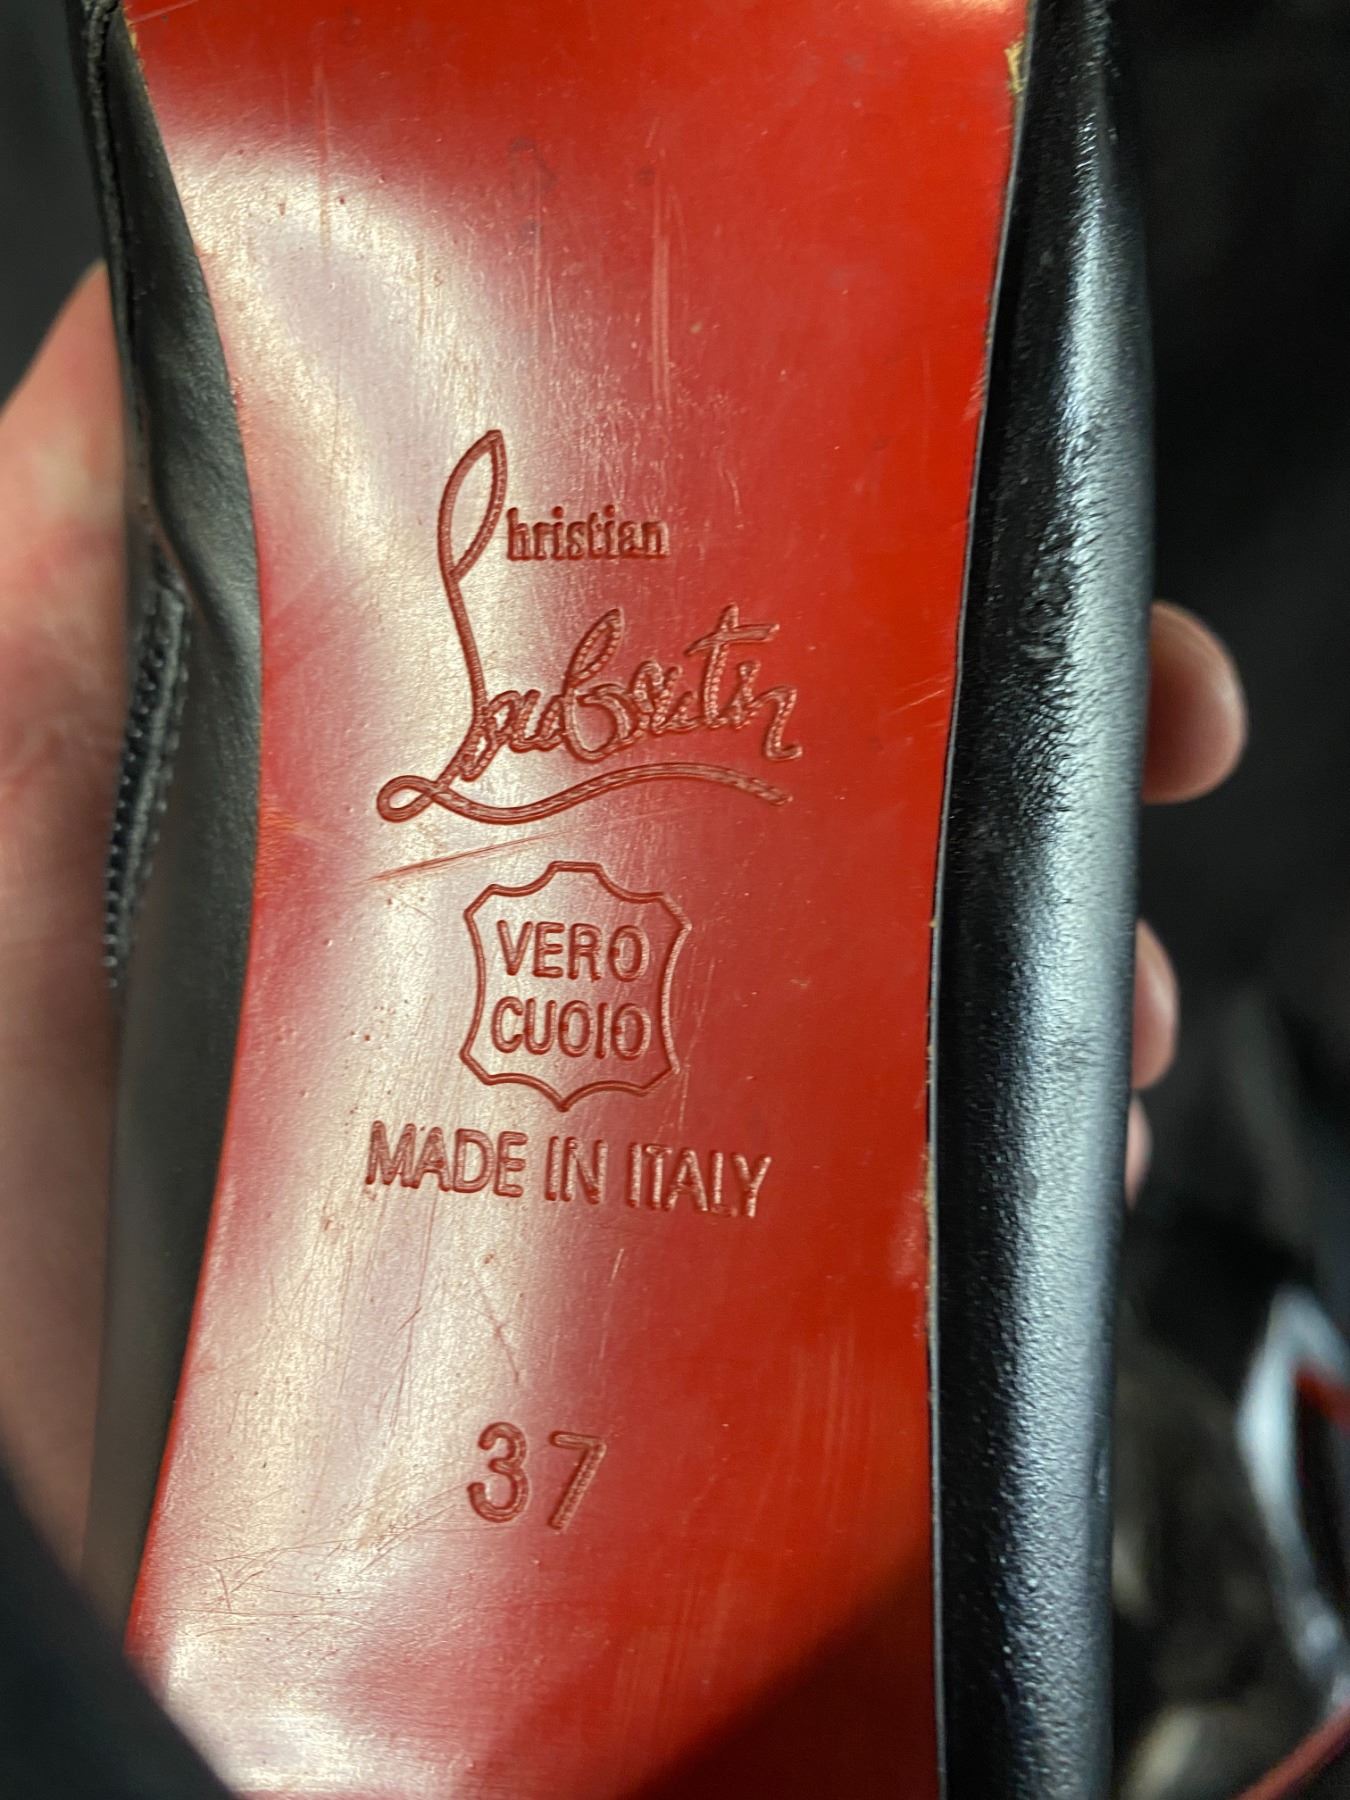 Christian
Louboutin
VERO
CUOIO
MADE IN ITALY
37